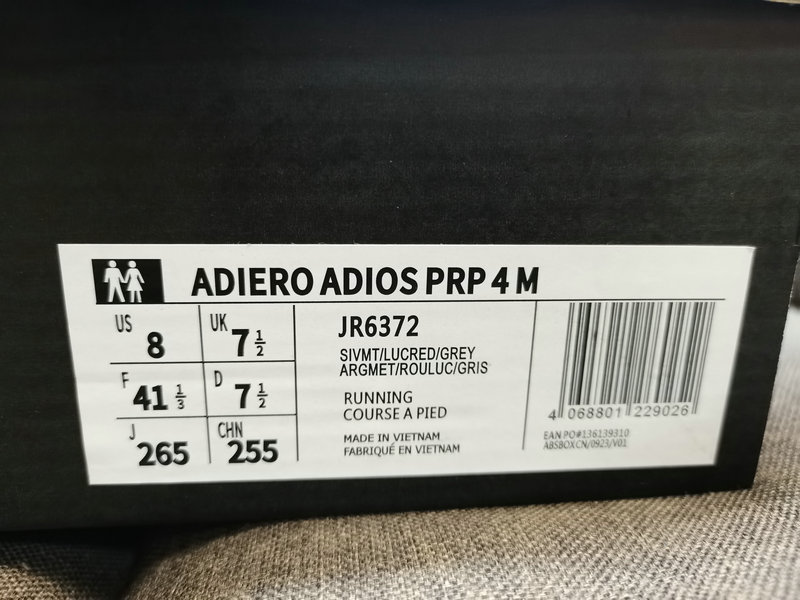 ADIERO ADIOS PRP 4 M
US 8 UK 7 1/2
F 41 1/3 D 7 1/2
J 265 CHN 255
JR6372
SIVMT/LUCRED/GREY
ARGMET/ROULUC/GRIS
RUNNING
COURSE A PIED
MADE IN VIETNAM
FABRIQUÉ EN VIETNAM
4 068801 229026
EAN PO#136139310
ABSBOXCN/0923/V01